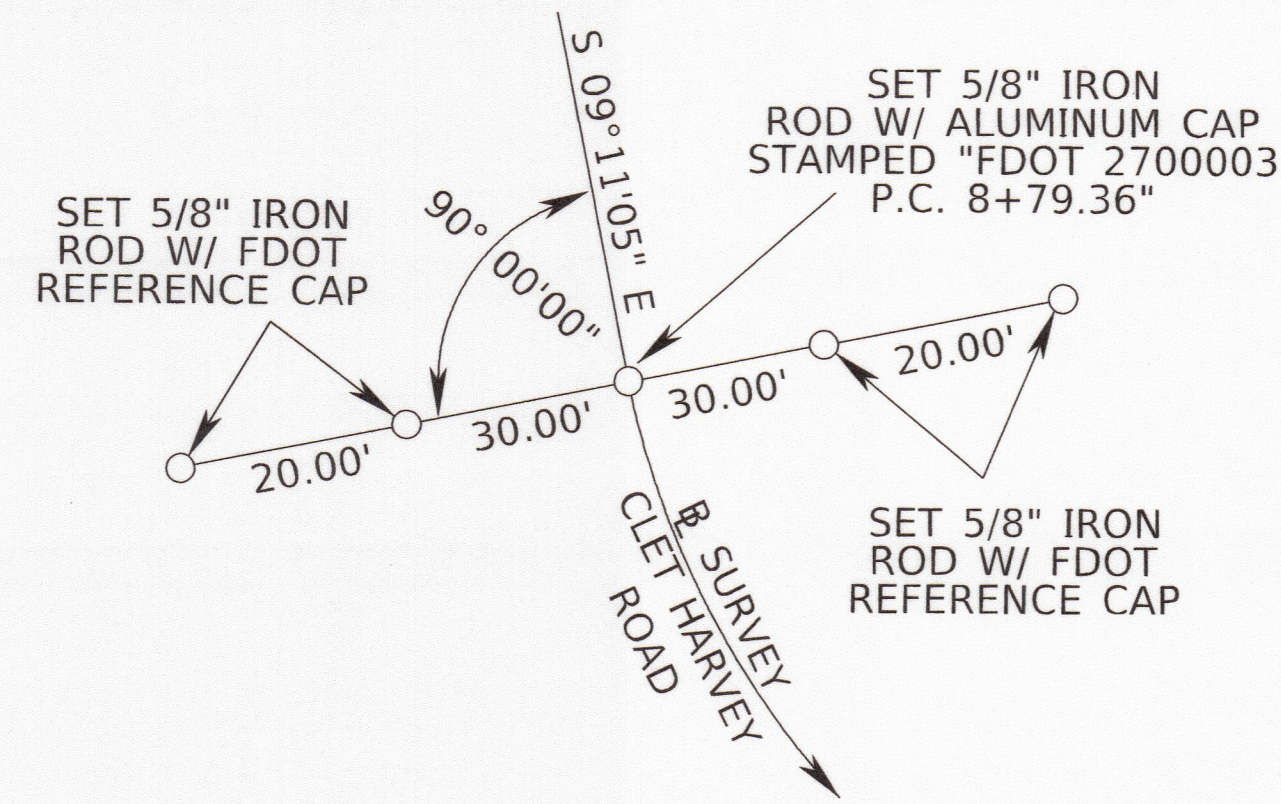 S 09°11'05" E
SET 5/8" IRON
ROD W/ ALUMINUM CAP
STAMPED "FDOT 2700003
P.C. 8+79.36"
SET 5/8" IRON
ROD W/ FDOT
REFERENCE CAP
90° 00'00"
20.00'
30.00'
30.00'
20.00'
℄ SURVEY
CLET HARVEY
ROAD
SET 5/8" IRON
ROD W/ FDOT
REFERENCE CAP